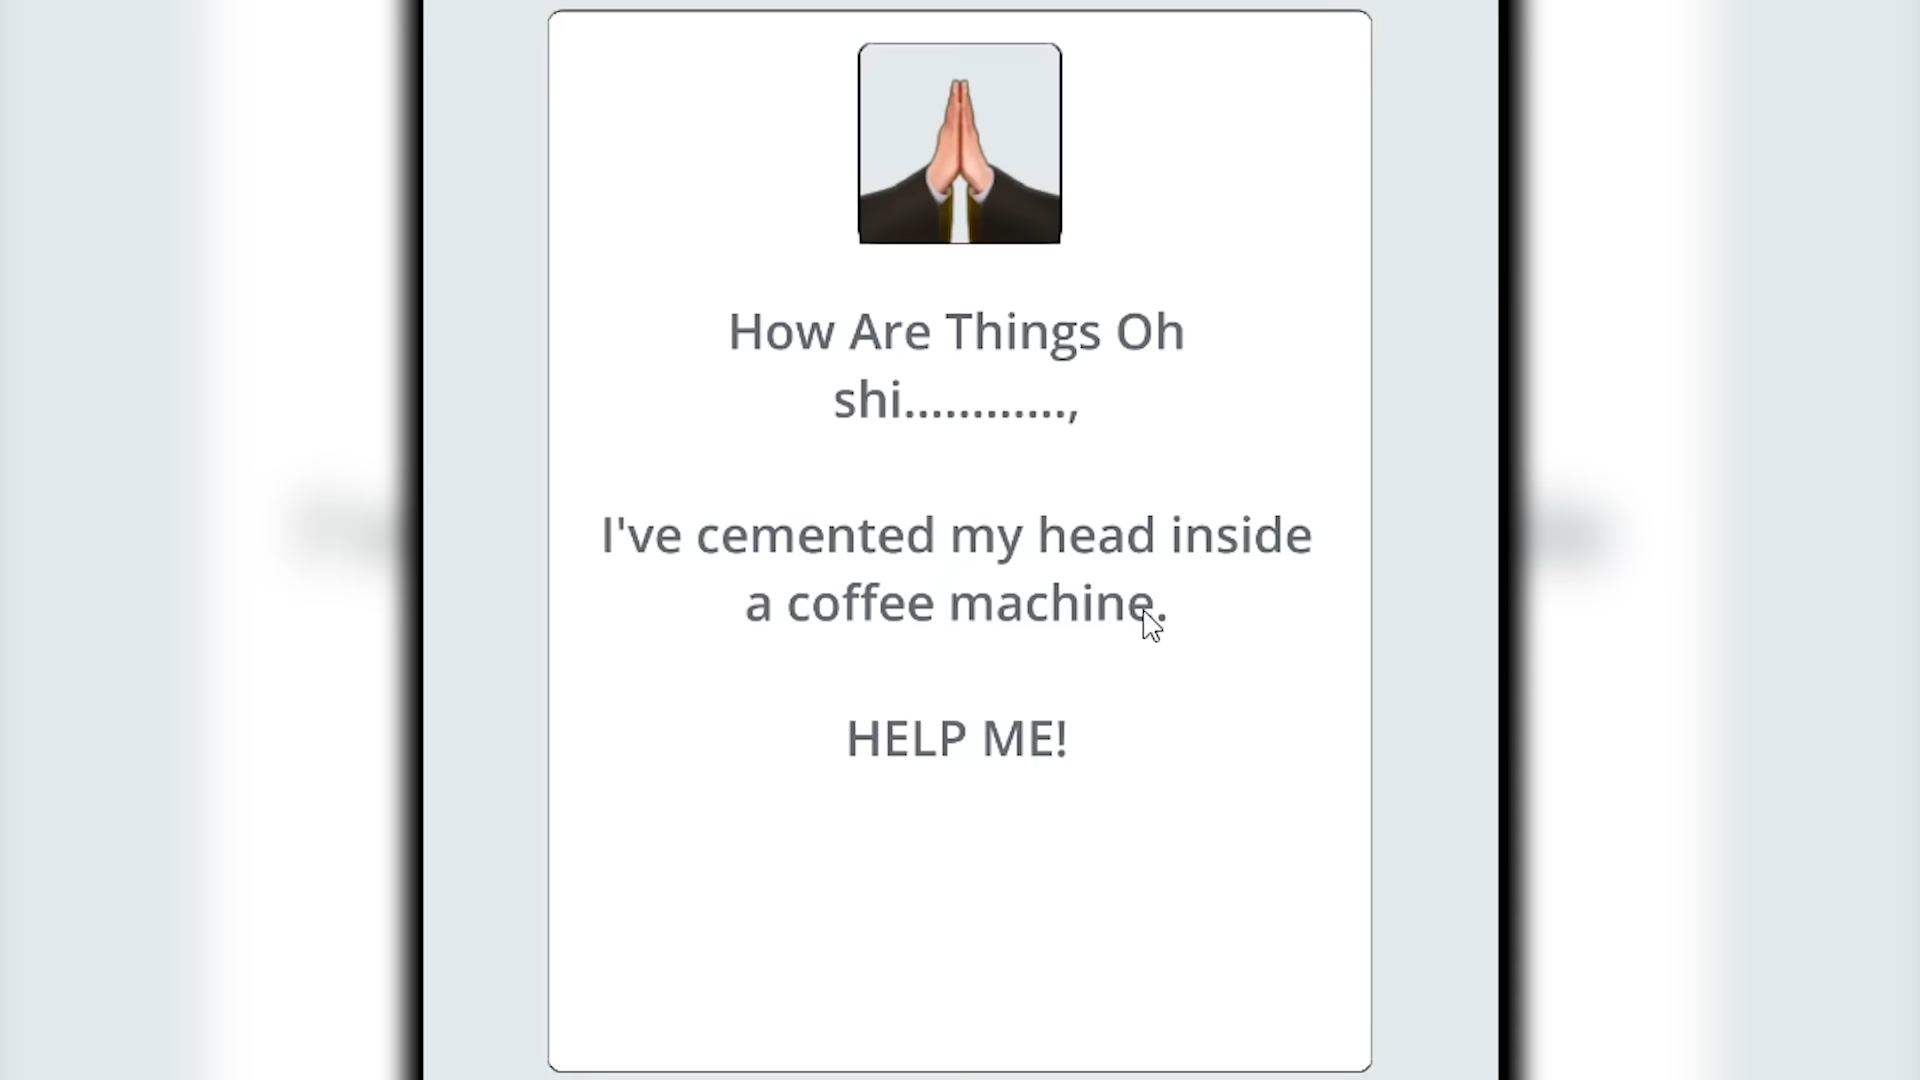 How Are Things Oh
shi............,
I've cemented my head inside
a coffee machine.
HELP ME!